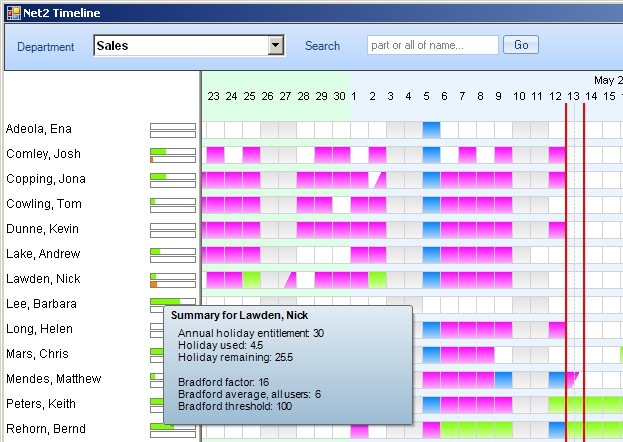 Net2 Timeline
Department Sales Search part or all of name... Go
May 2
23 24 25 26 27 28 29 30 1 2 3 4 5 6 7 8 9 10 11 12 13 14 15 1
Adeola, Ena
Comley, Josh
Copping, Jona
Cowling, Tom
Dunne, Kevin
Lake, Andrew
Lawden, Nick
Lee, Barbara
Summary for Lawden, Nick
Annual holiday entitlement: 30
Holiday used: 4.5
Holiday remaining: 25.5
Bradford factor: 16
Bradford average, all users: 6
Bradford threshold: 100
Long, Helen
Mars, Chris
Mendes, Matthew
Peters, Keith
Rehorn, Bernd